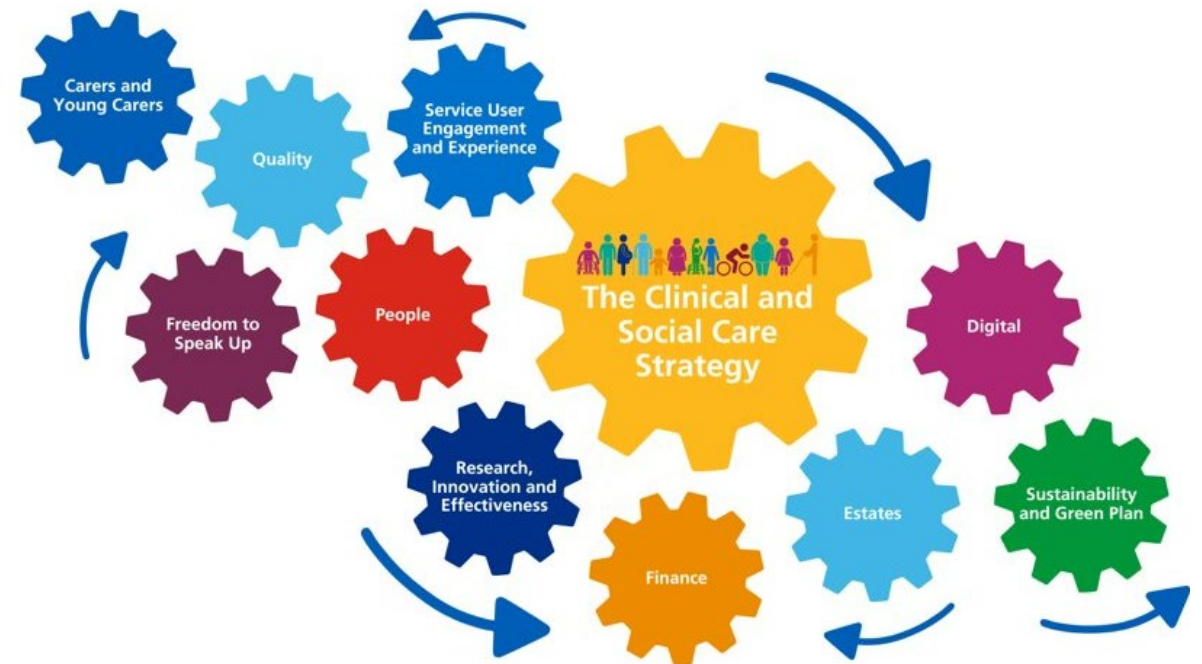 Carers and
Young Carers
Quality
Service User
Engagement
and Experience
Freedom to
Speak Up
People
The Clinical and
Social Care
Strategy
Digital
Research,
Innovation and
Effectiveness
Finance
Estates
Sustainability
and Green Plan